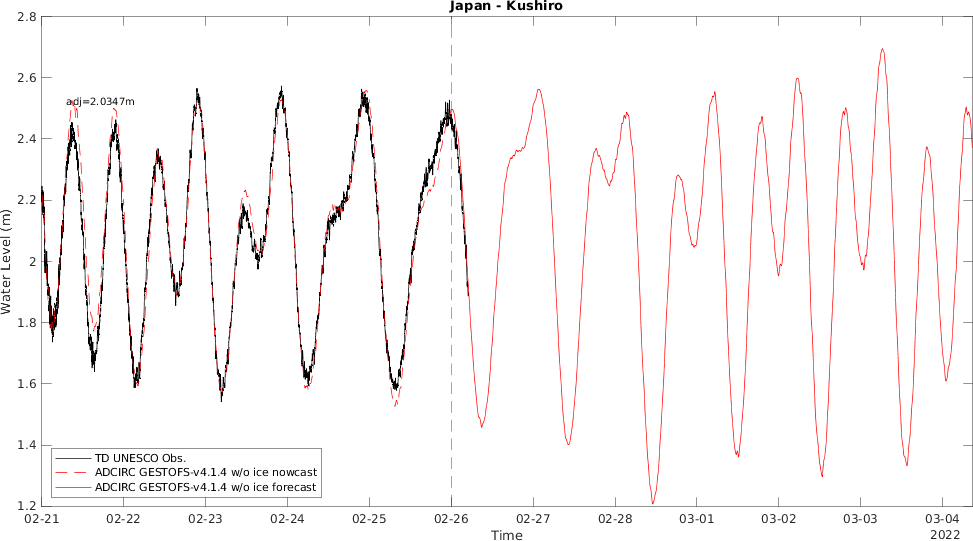 Japan - Kushiro
2.8
2.6
2.4
2.2
2
1.8
1.6
1.4
1.2
Water Level (m)
adj=2.0347m
TD UNESCO Obs.
ADCIRC GESTOFS-v4.1.4 w/o ice nowcast
ADCIRC GESTOFS-v4.1.4 w/o ice forecast
02-21 02-22 02-23 02-24 02-25 02-26 02-27 02-28 03-01 03-02 03-03 03-04
2022
Time